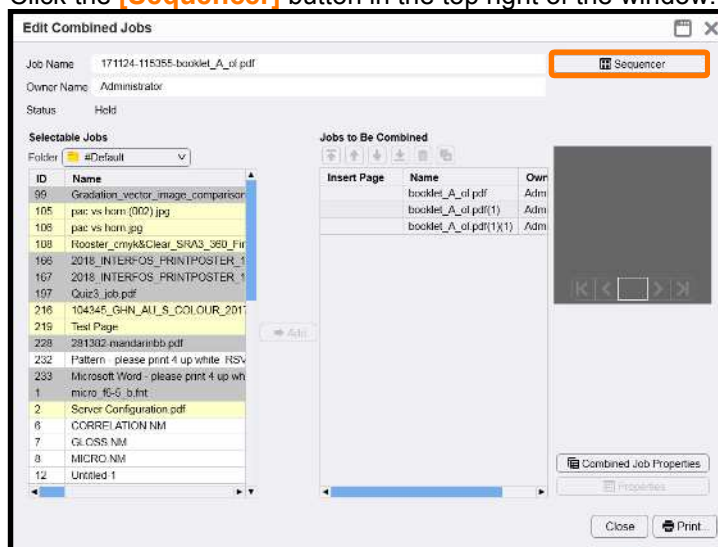 Click the [Sequencer] button in the top right of the window.
Edit Combined Jobs
Job Name 171124-115355-booklet_A_ol.pdf
Sequencer
Owner Name Administrator
Status Held
Selectable Jobs
Jobs to Be Combined
Folder #Default
ID Name
Insert Page Name Own
99 Gradation_vector_image_comparison
booklet_A_ol.pdf Adm
105 pac vs horn (002).jpg
booklet_A_ol.pdf(1) Adm
106 pac vs horn.jpg
booklet_A_ol.pdf(1)(1) Adm
108 Rooster_cmyk&Clear_SRA3_360_Fir
166 2018_INTERFOS_PRINTPOSTER_1
167 2018_INTERFOS_PRINTPOSTER_1
197 Quiz3_job.pdf
216 104345_GHN_AU_S_COLOUR_2017
219 Test Page
Add
228 281302-mandarinbb.pdf
232 Pattern - please print 4 up white RSV
233 Microsoft Word - please print 4 up wh
1 micro_f6-6_b.fnt
2 Server Configuration.pdf
6 CORRELATION.NM
7 GLOSS.NM
8 MICRO.NM
12 Untitled-1
Combined Job Properties
Properties
Close Print...